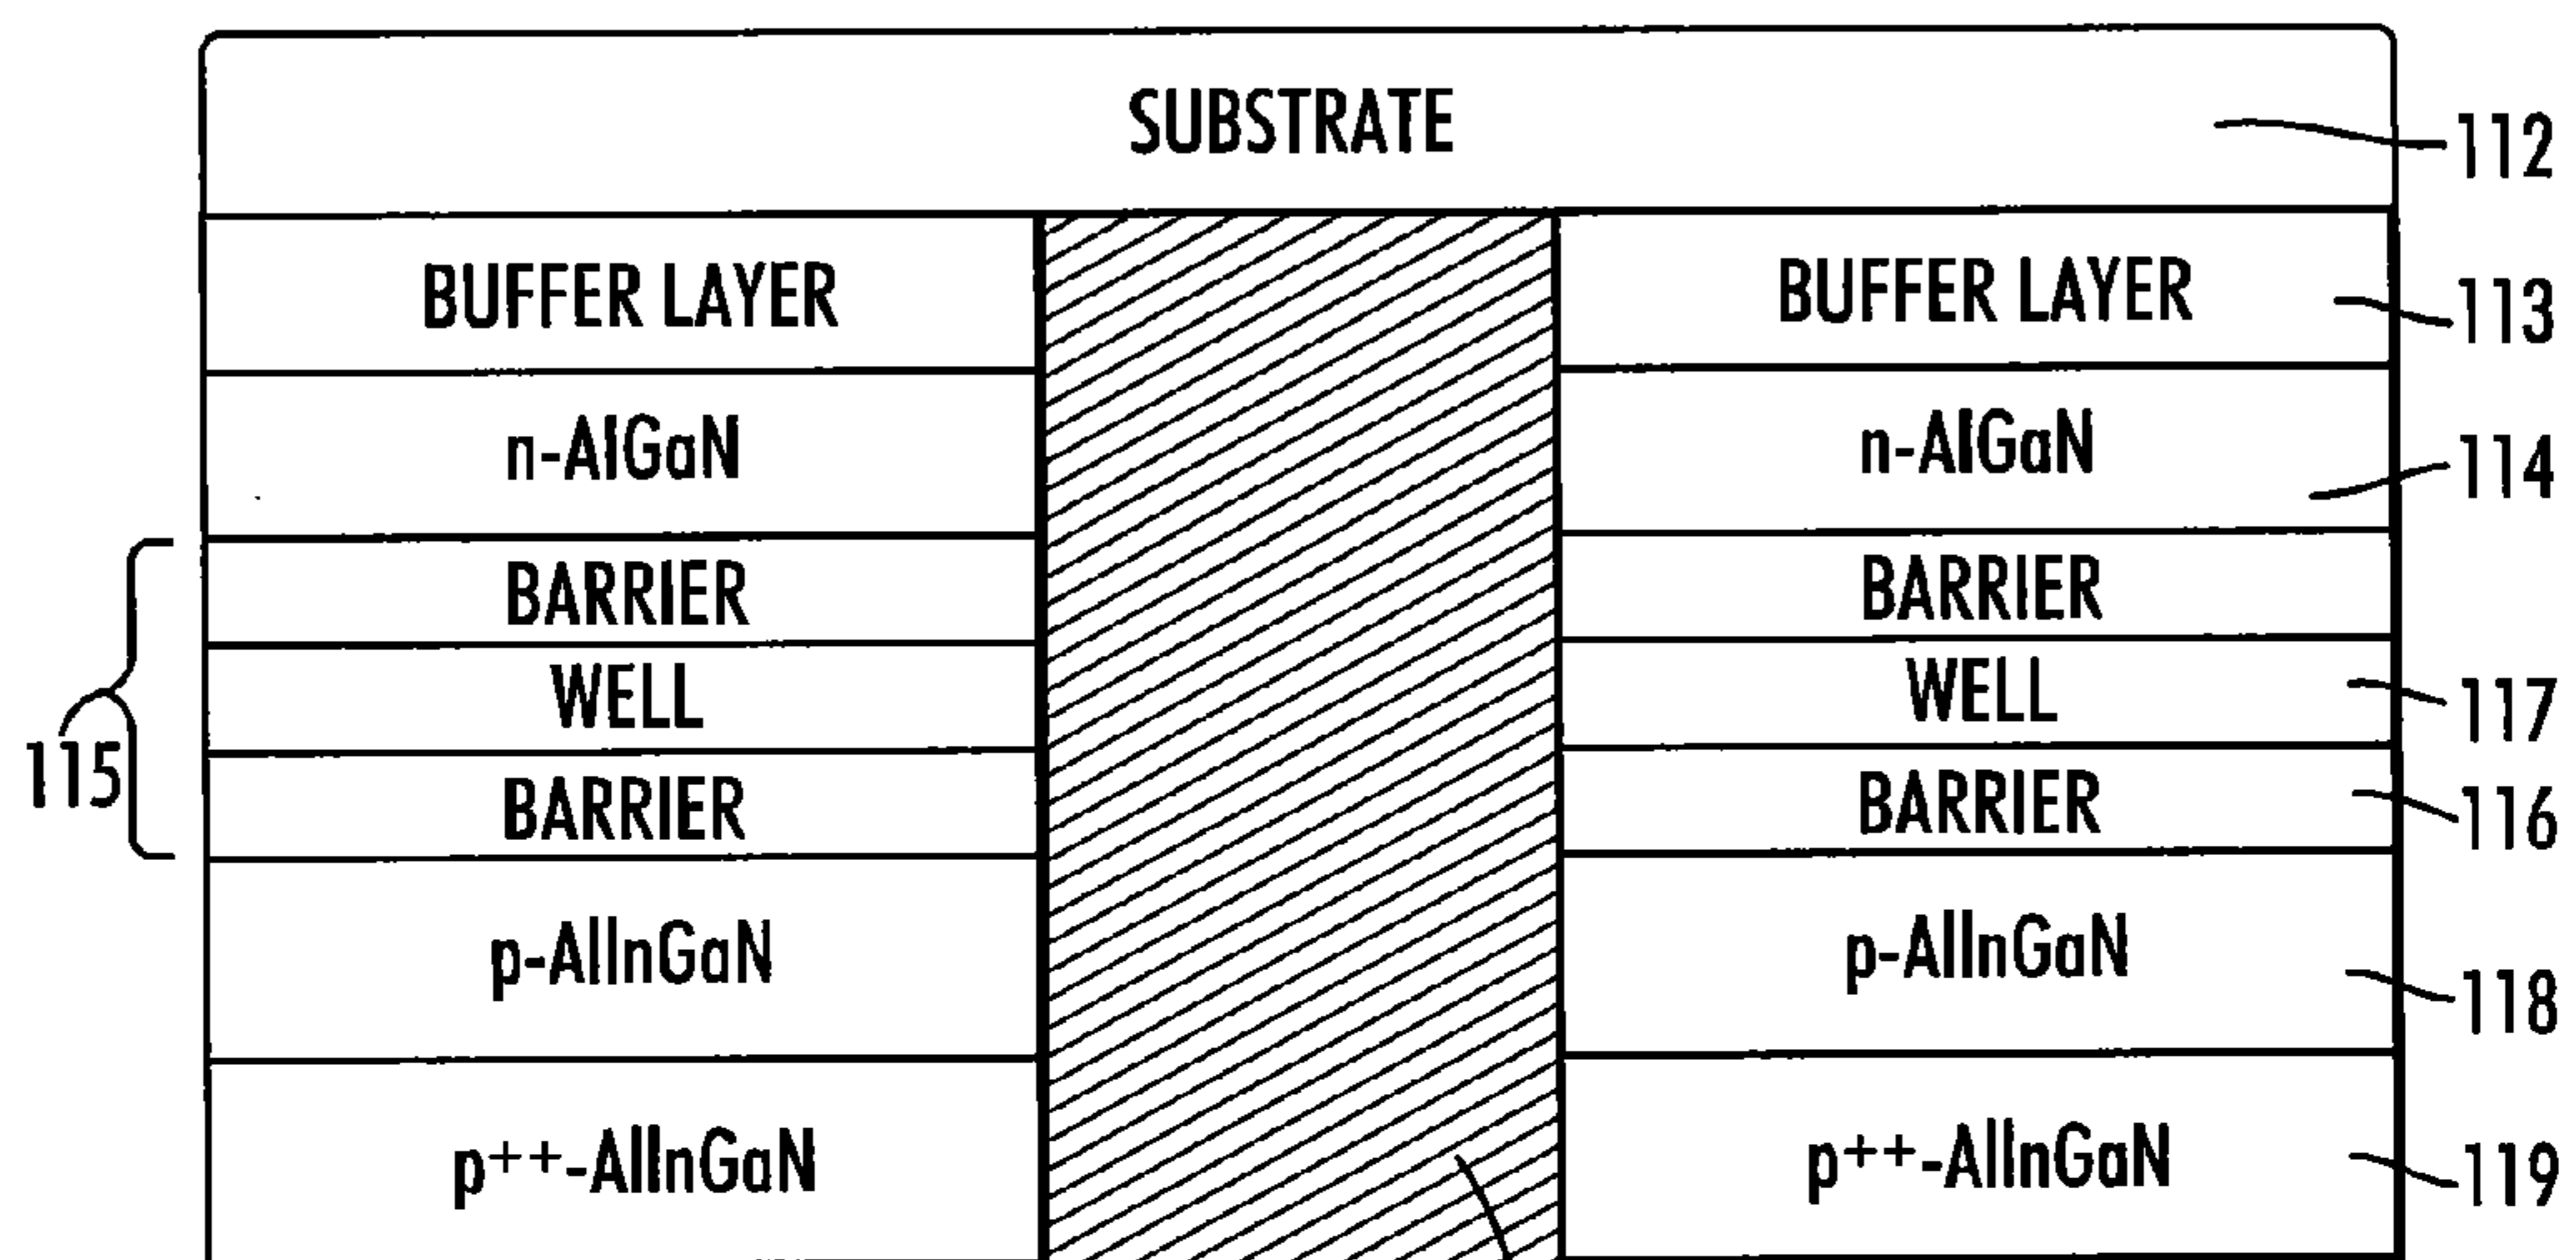 SUBSTRATE 112
BUFFER LAYER BUFFER LAYER 113
n-AlGaN n-AlGaN 114
BARRIER BARRIER
WELL WELL 117
115
BARRIER BARRIER 116
p-AlInGaN p-AlInGaN 118
p++-AlInGaN p++-AlInGaN 119